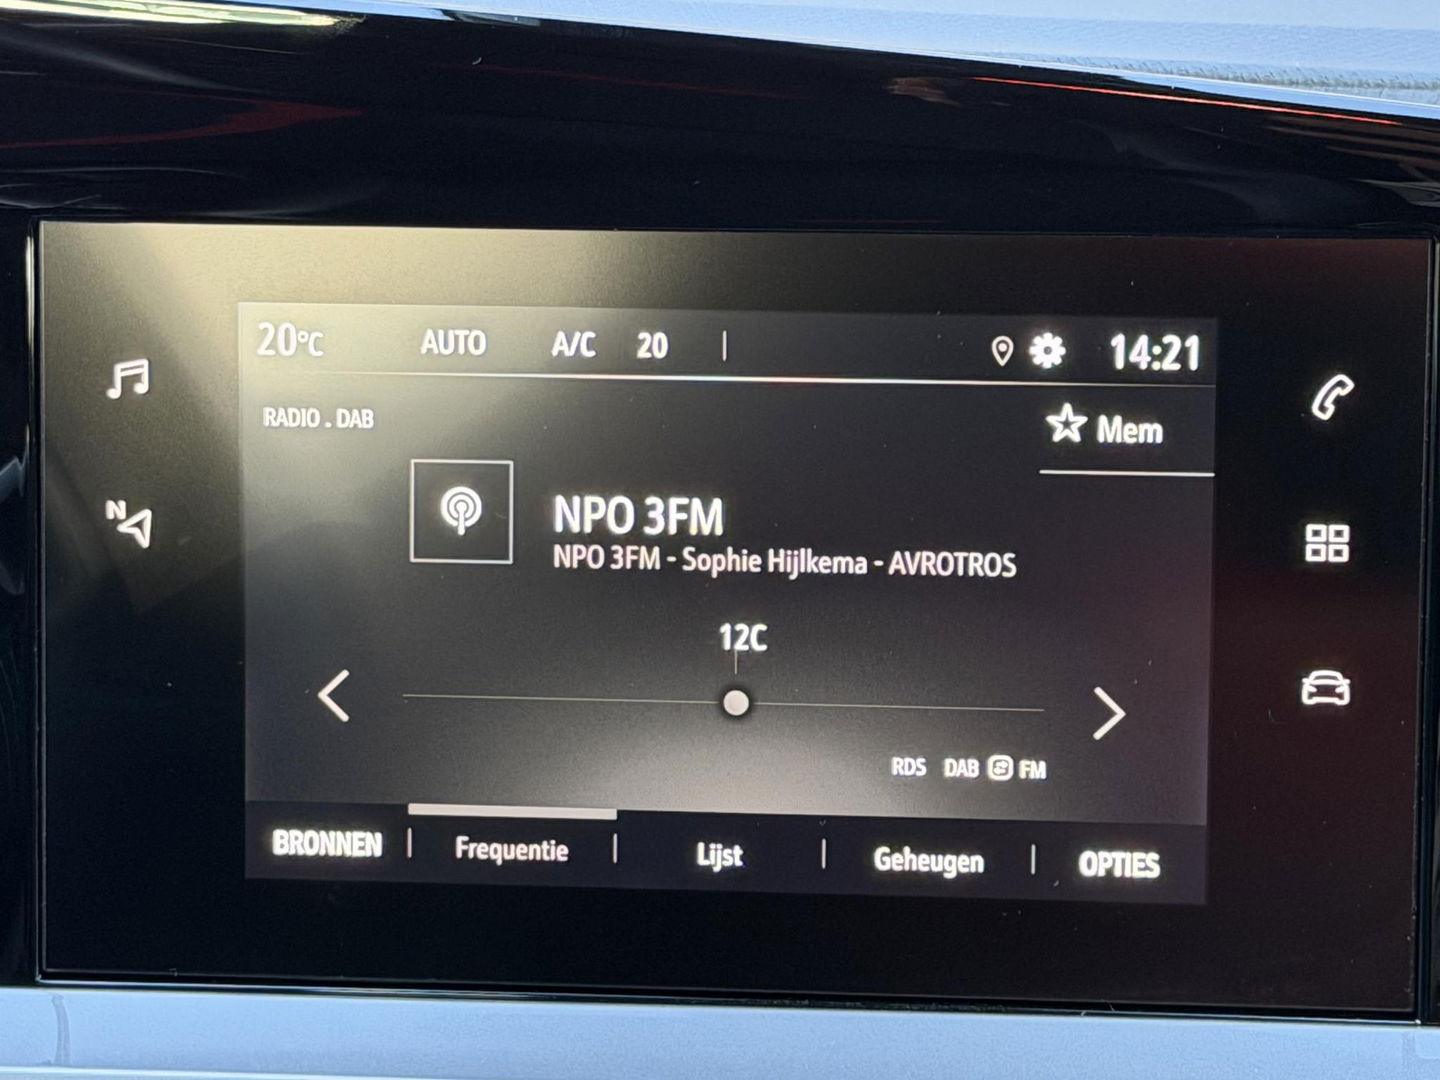 20°C AUTO A/C 20 14:21
RADIO . DAB
Mem
N
NPO 3FM
NPO 3FM - Sophie Hijlkema - AVROTROS
12C
RDS DAB FM
BRONNEN Frequentie Lijst Geheugen OPTIES